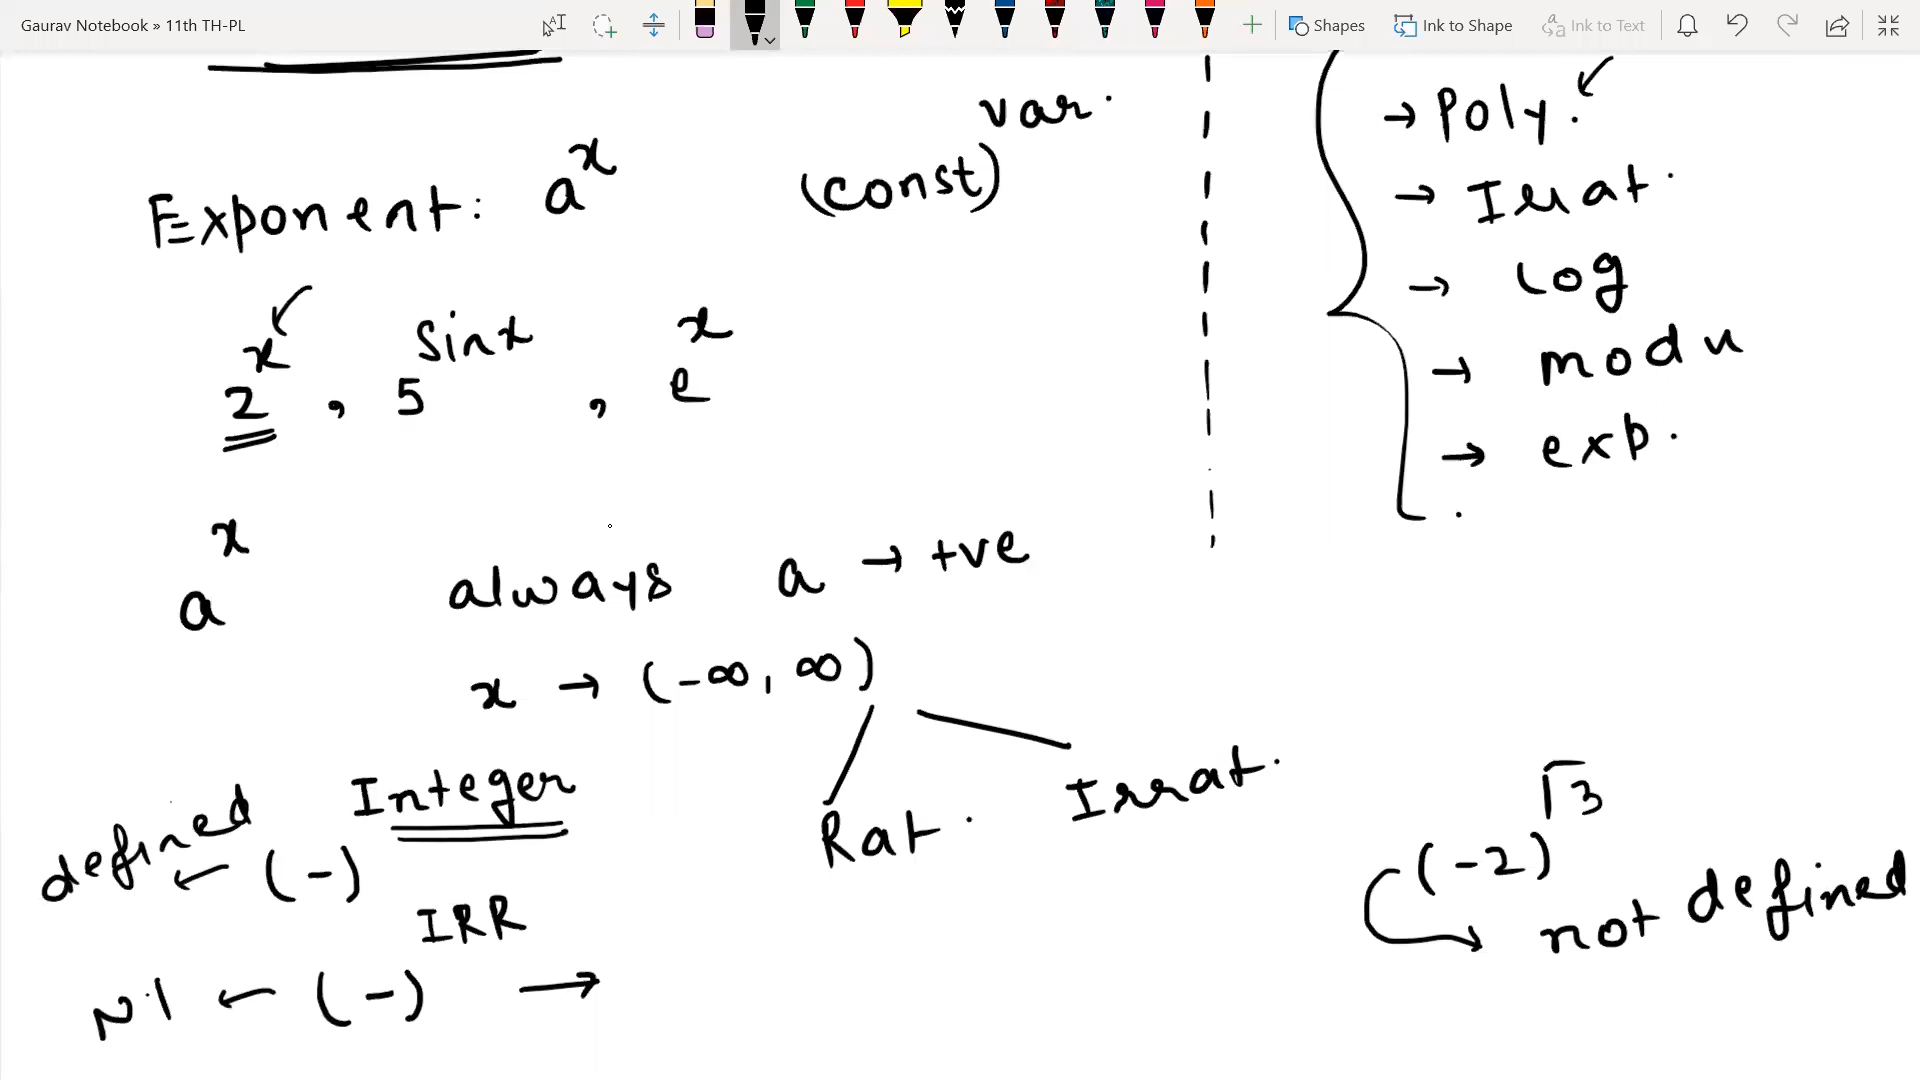 Gaurav Notebook » 11th TH-PL
Shapes
Ink to Shape
Ink to Text
Exponent: a^x
(const)^var.
2^x , 5^sinx , e^x
a^x always a → +ve
x → (-∞, ∞)
Rat.
Irrat.
defined ← (-)^Integer
← (-)^IRR →
→ Poly.
→ Irrat.
→ Log
→ modu
→ exp.
(-2)^√3
→ not defined